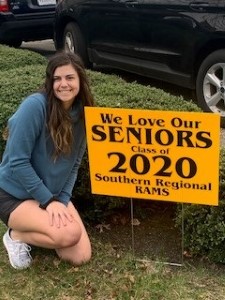 We Love Our
SENIORS
Class of
2020
Southern Regional
RAMS